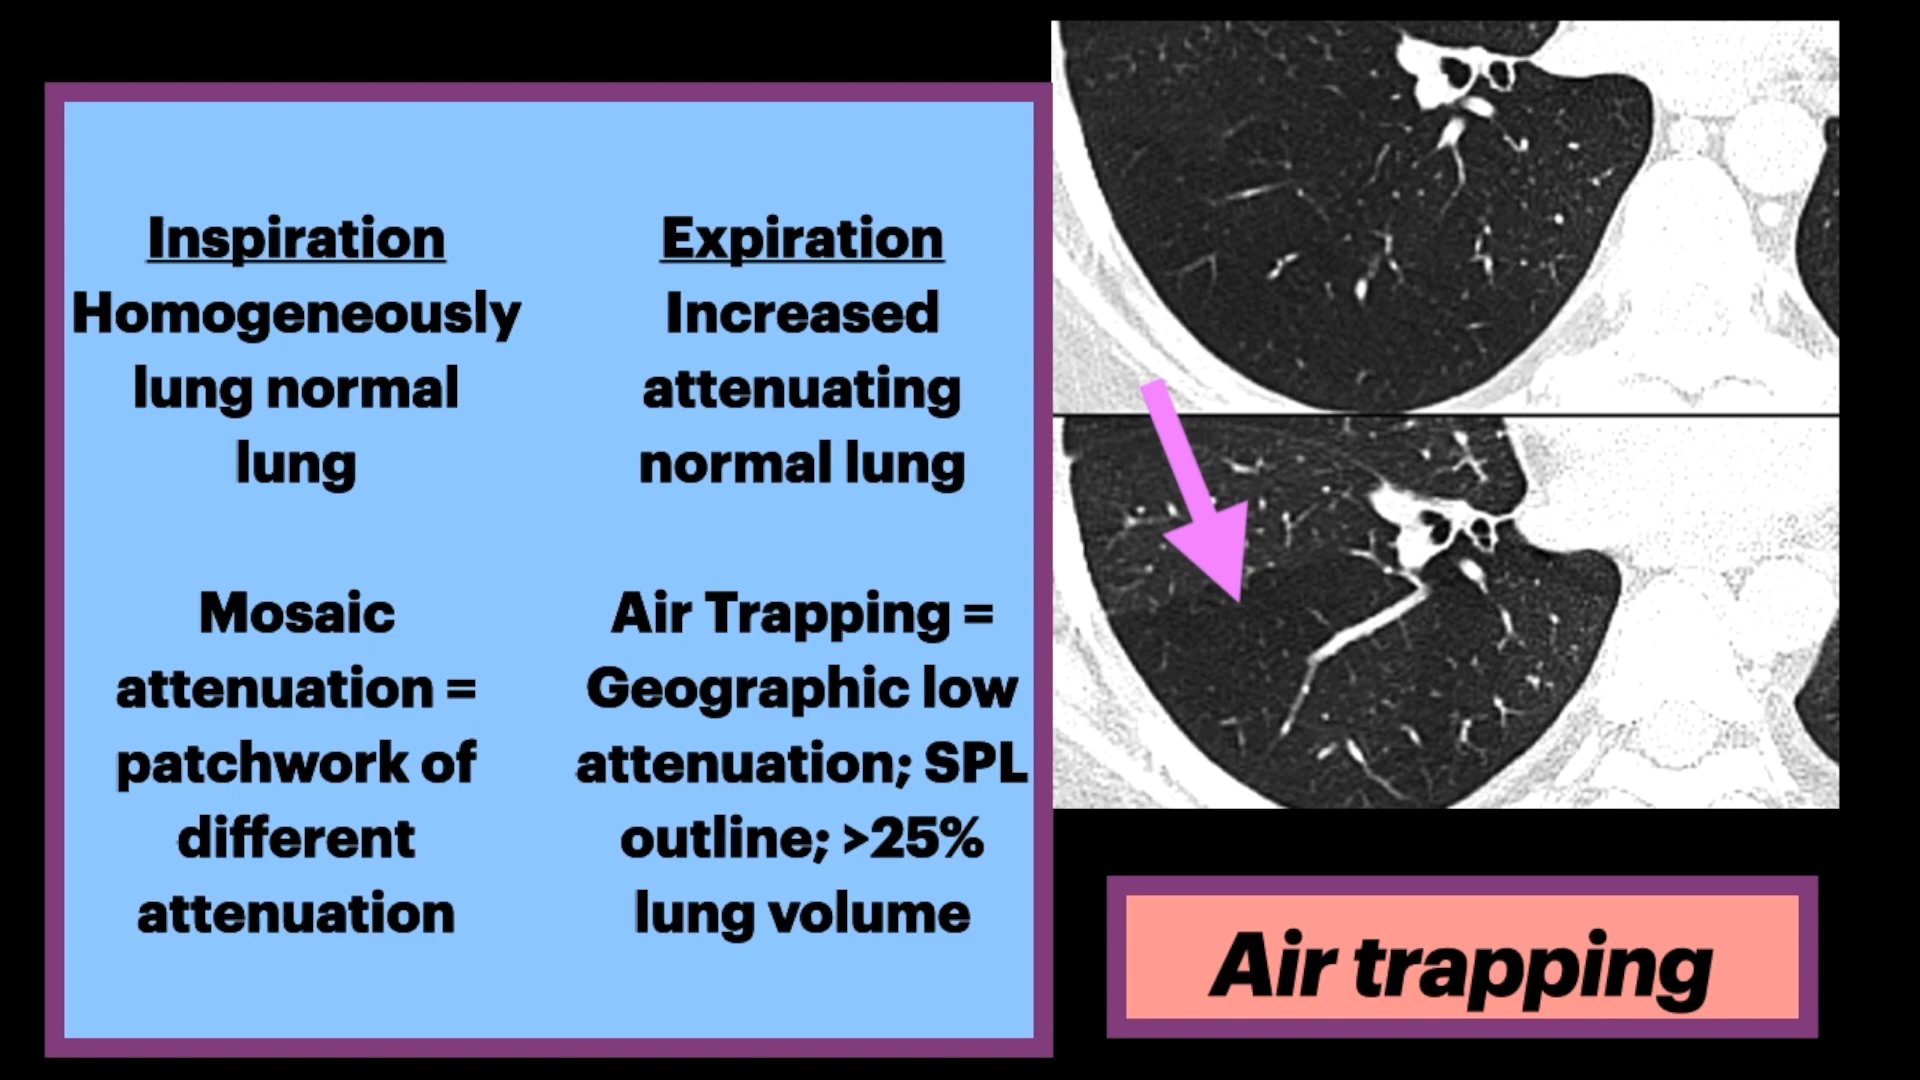 Inspiration
Homogeneously
lung normal
lung
Mosaic
attenuation =
patchwork of
different
attenuation
Expiration
Increased
attenuating
normal lung
Air Trapping =
Geographic low
attenuation; SPL
outline; >25%
lung volume
Air trapping